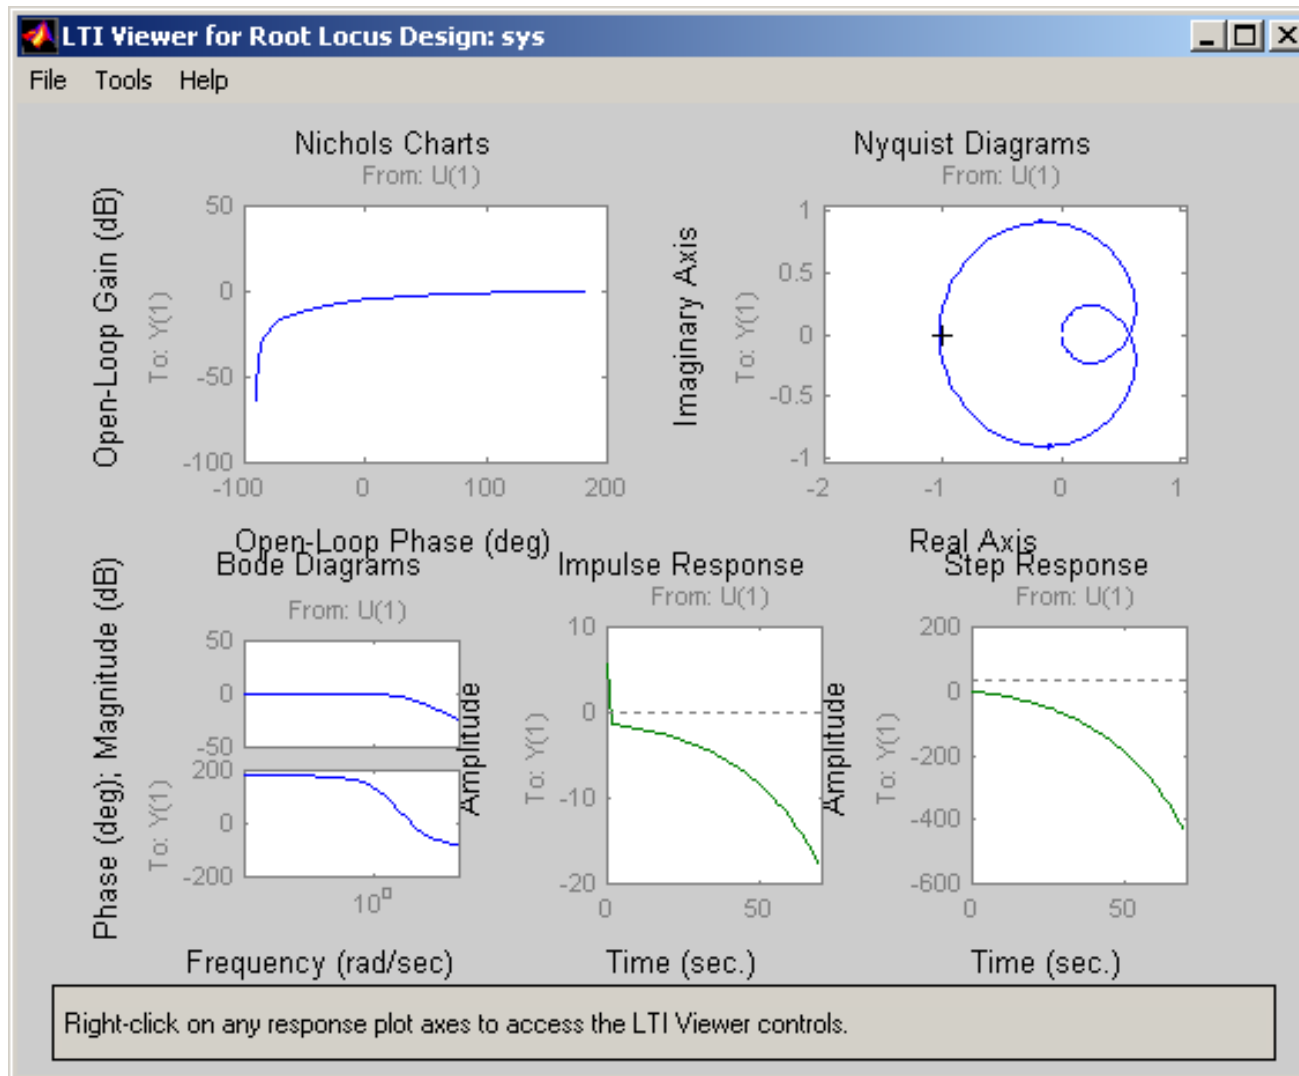 LTI Viewer for Root Locus Design: sys
File Tools Help
Nichols Charts
From: U(1)
Open-Loop Gain (dB)
To: Y(1)
50
0
-50
-100
-100 0 100 200
Open-Loop Phase (deg)
Nyquist Diagrams
From: U(1)
Imaginary Axis
To: Y(1)
1
0.5
0
-0.5
-1
-2 -1 0 1
Real Axis
Bode Diagrams
From: U(1)
Phase (deg); Magnitude (dB)
To: Y(1)
50
0
-50
200
0
-200
10⁰
Frequency (rad/sec)
Impulse Response
From: U(1)
Amplitude
To: Y(1)
10
0
-10
-20
0 50
Time (sec.)
Step Response
From: U(1)
Amplitude
To: Y(1)
200
0
-200
-400
-600
0 50
Time (sec.)
Right-click on any response plot axes to access the LTI Viewer controls.